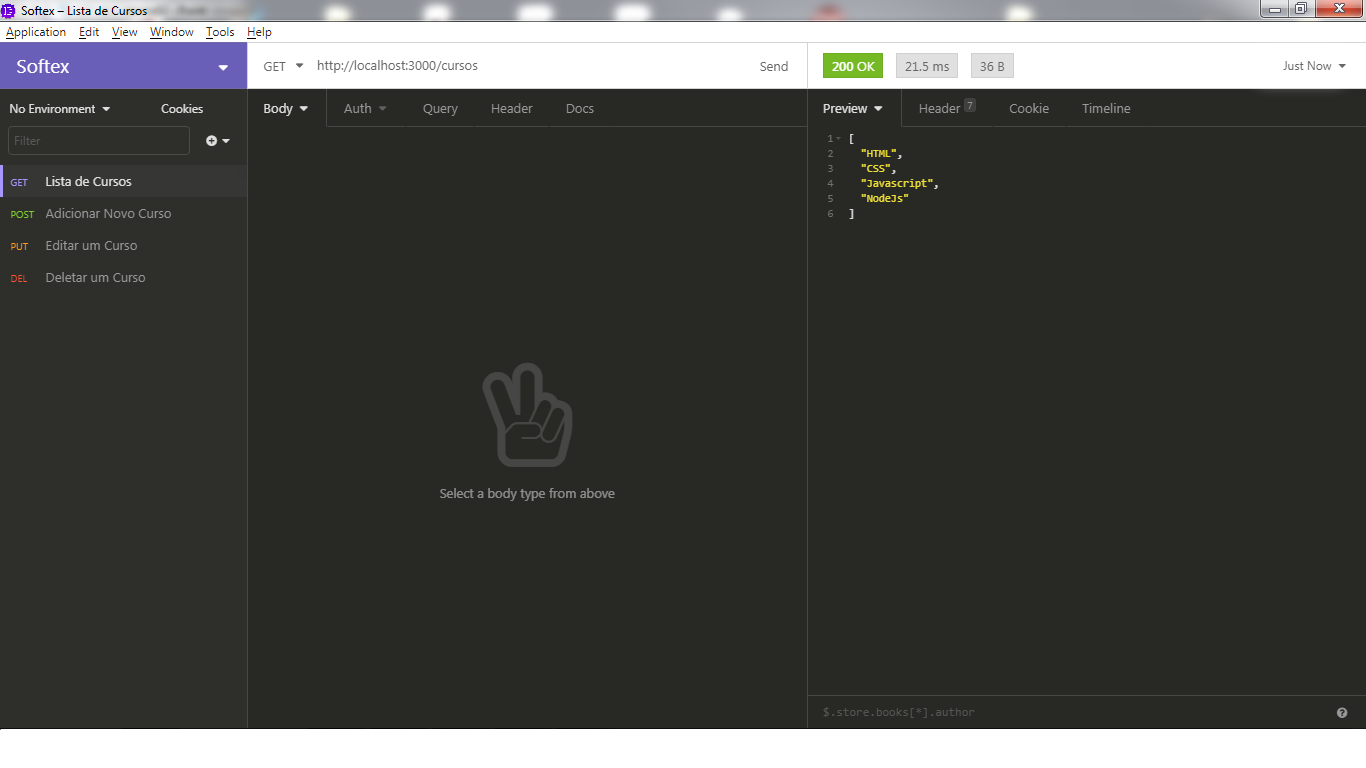 Softex – Lista de Cursos
Application Edit View Window Tools Help
Softex
GET http://localhost:3000/cursos Send
200 OK 21.5 ms 36 B Just Now
No Environment Cookies
Body Auth Query Header Docs
Preview Header 7 Cookie Timeline
Filter
GET Lista de Cursos
POST Adicionar Novo Curso
PUT Editar um Curso
DEL Deletar um Curso
Select a body type from above
1 [
2 "HTML",
3 "CSS",
4 "Javascript",
5 "NodeJs"
6 ]
$.store.books[*].author